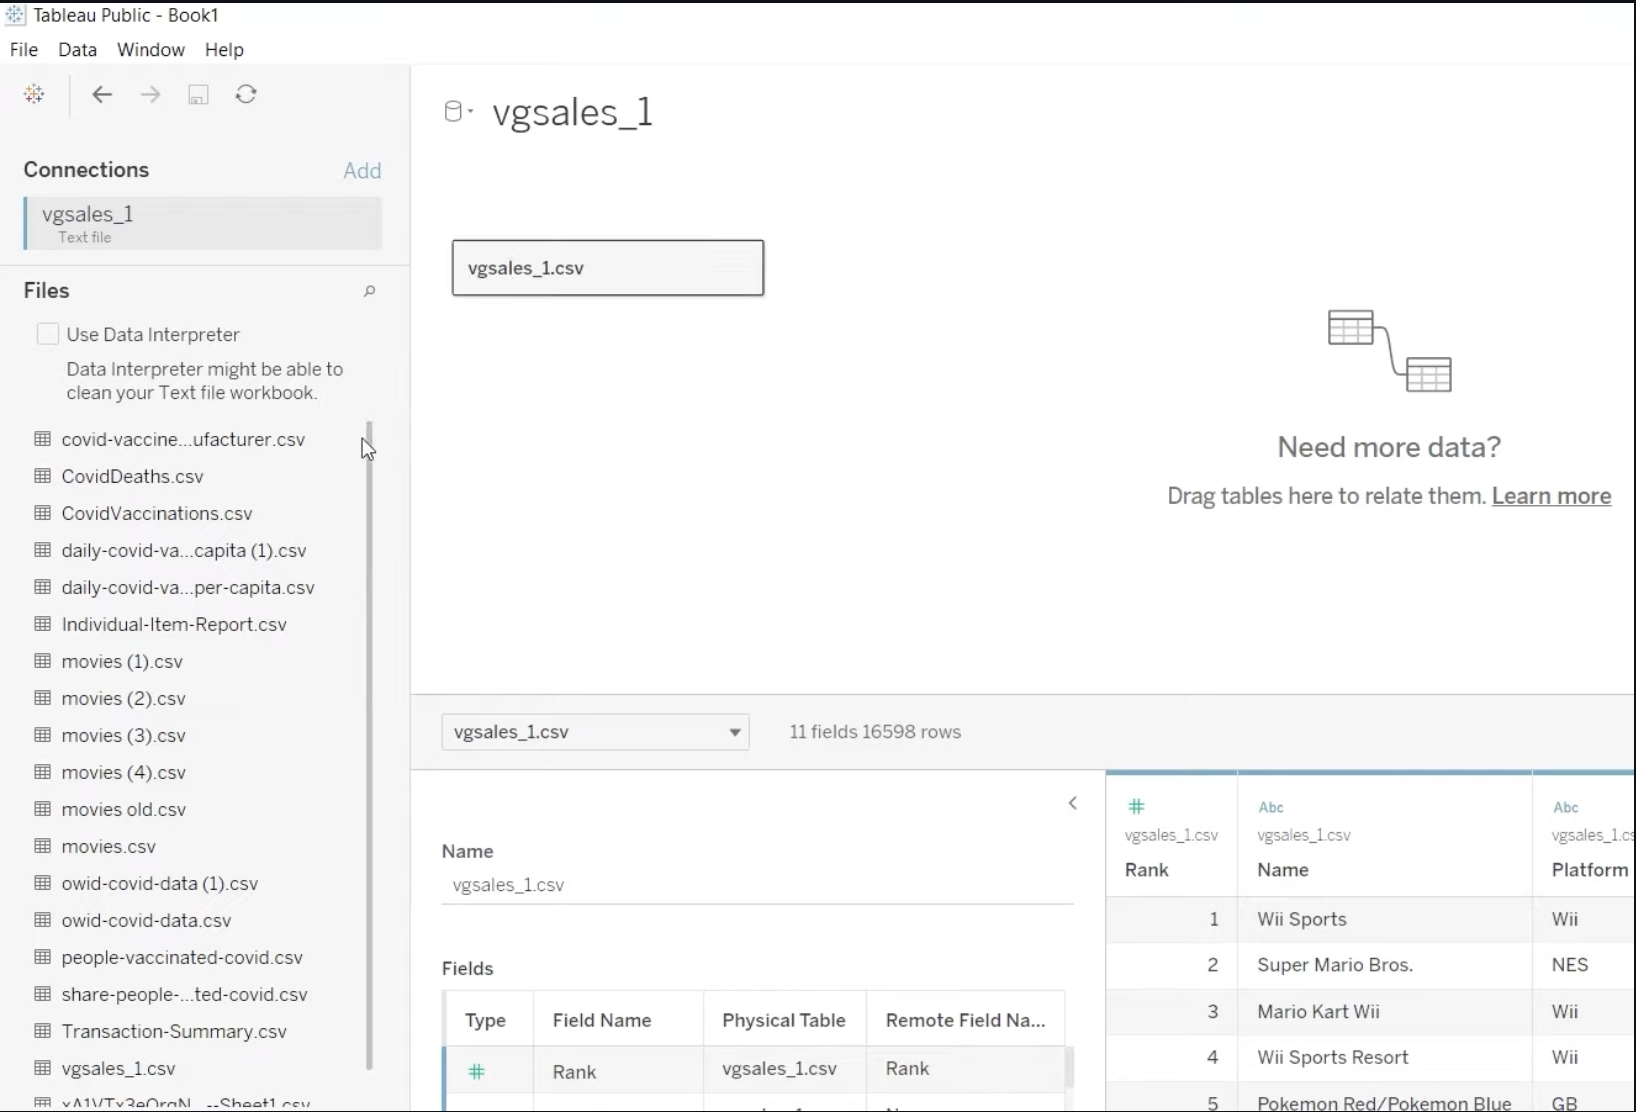 Tableau Public - Book1
File Data Window Help
Connections Add
vgsales_1
Text file
Files
Use Data Interpreter
Data Interpreter might be able to
clean your Text file workbook.
covid-vaccine...ufacturer.csv
CovidDeaths.csv
CovidVaccinations.csv
daily-covid-va...capita (1).csv
daily-covid-va...per-capita.csv
Individual-Item-Report.csv
movies (1).csv
movies (2).csv
movies (3).csv
movies (4).csv
movies old.csv
movies.csv
owid-covid-data (1).csv
owid-covid-data.csv
people-vaccinated-covid.csv
share-people-...ted-covid.csv
Transaction-Summary.csv
vgsales_1.csv
vgsales_1
vgsales_1.csv
Need more data?
Drag tables here to relate them. Learn more
vgsales_1.csv 11 fields 16598 rows
Name
vgsales_1.csv
Fields
Type Field Name Physical Table Remote Field Na...
# Rank vgsales_1.csv Rank
# Abc Abc
vgsales_1.csv vgsales_1.csv vgsales_1.cs
Rank Name Platform
1 Wii Sports Wii
2 Super Mario Bros. NES
3 Mario Kart Wii Wii
4 Wii Sports Resort Wii
5 Pokemon Red/Pokemon Blue GB